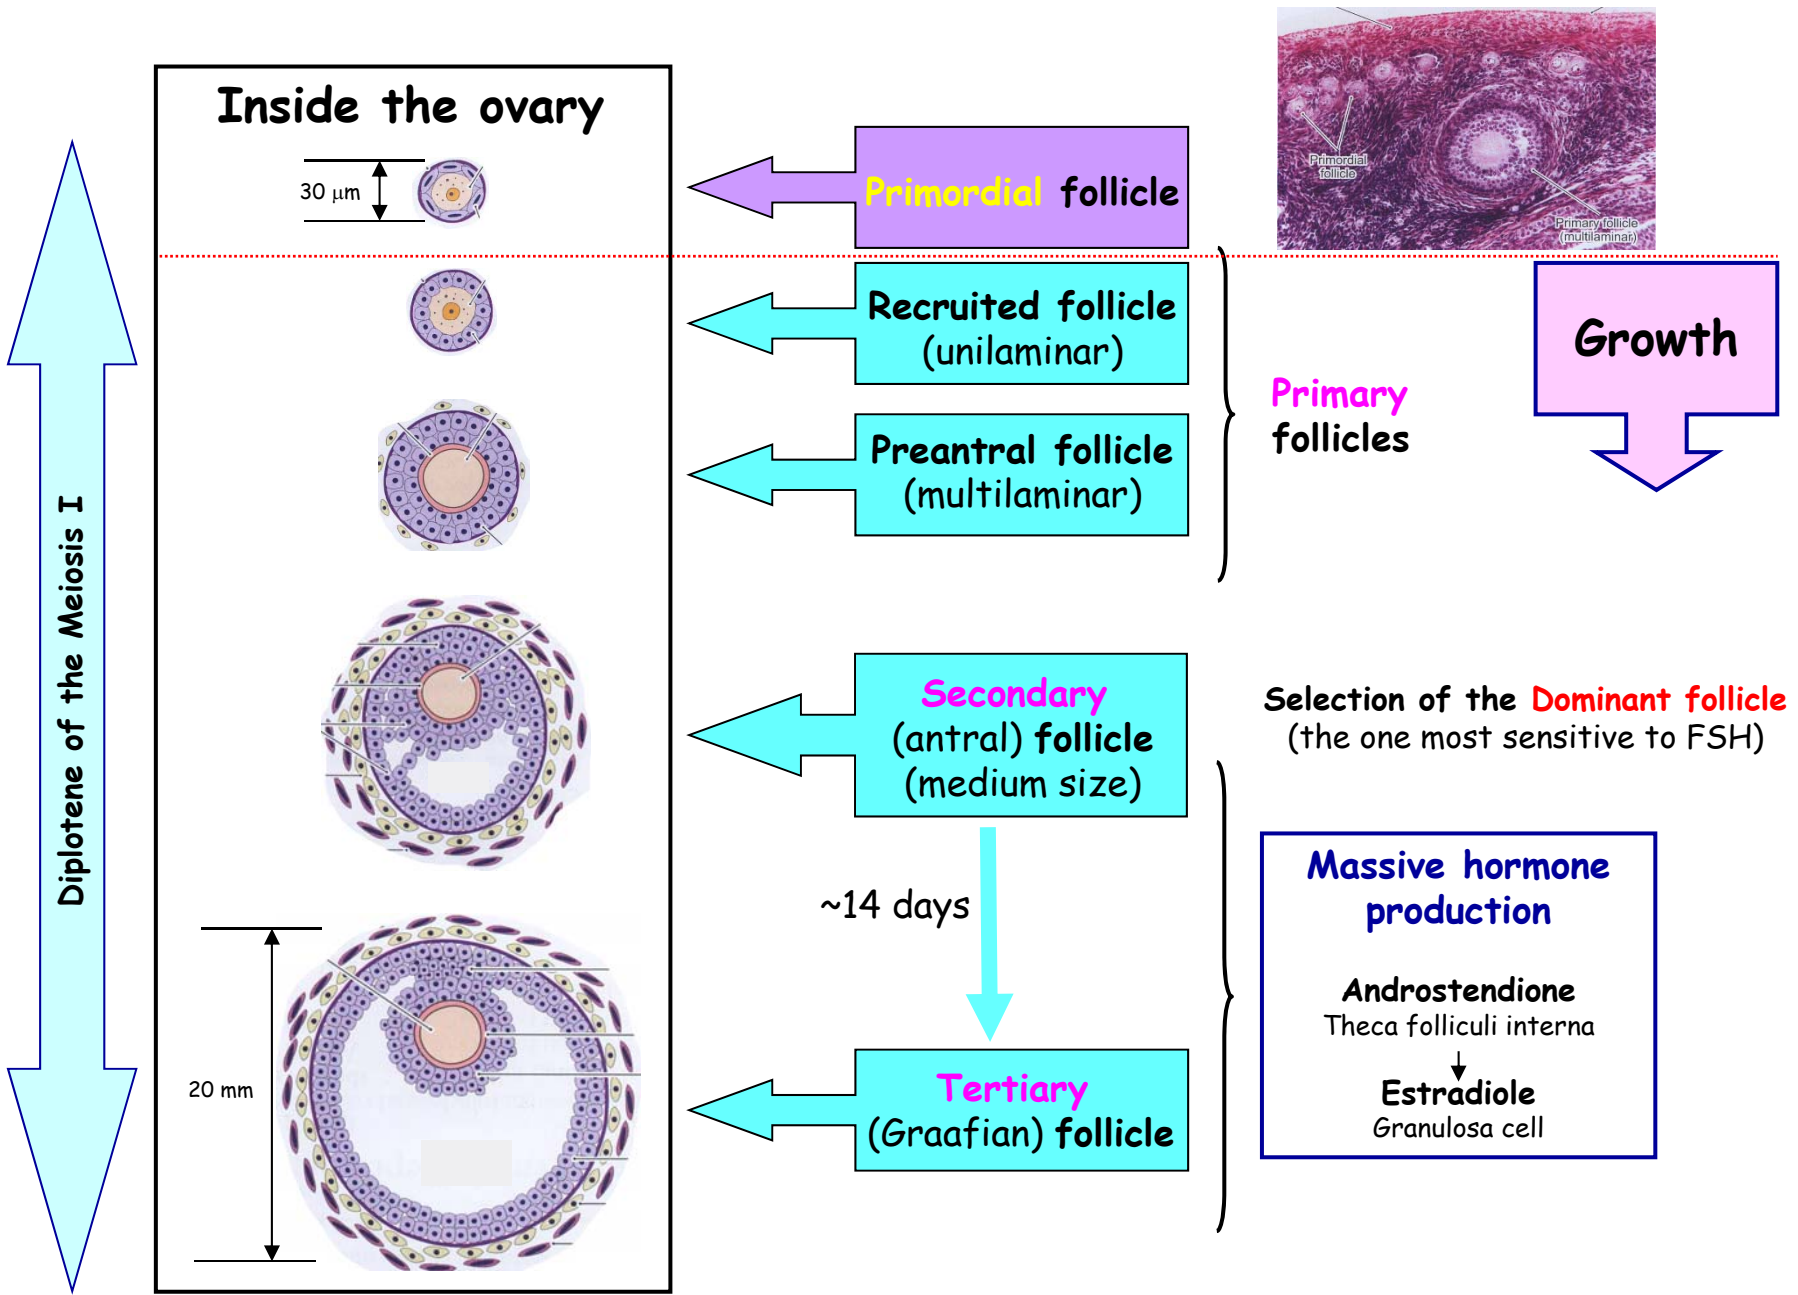 Inside the ovary
30 μm
Primordial follicle
Primordial
follicle
Primary follicle
(multilaminar)
Recruited follicle
(unilaminar)
Growth
Primary
follicles
Preantral follicle
(multilaminar)
Diplotene of the Meiosis I
Secondary
(antral) follicle
(medium size)
Selection of the Dominant follicle
(the one most sensitive to FSH)
~14 days
Massive hormone
production
Androstendione
Theca folliculi interna
Estradiole
Granulosa cell
20 mm
Tertiary
(Graafian) follicle